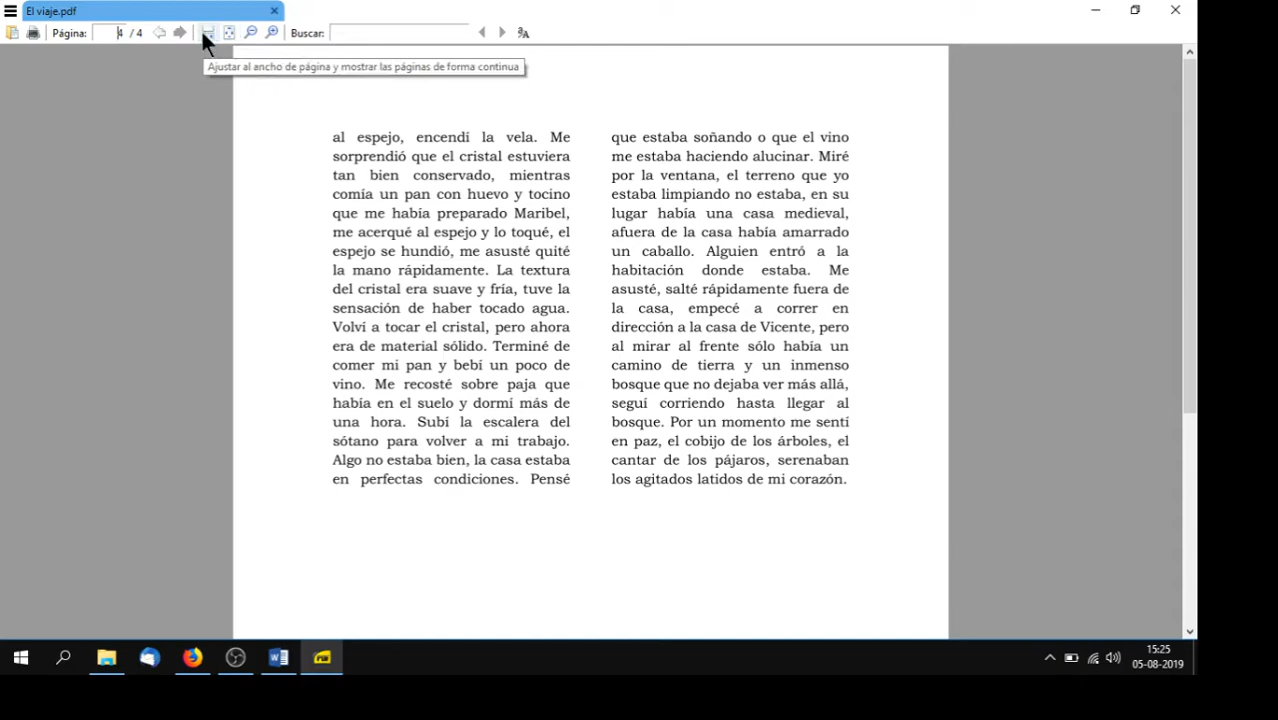 El viaje.pdf
Página: 4 / 4 Buscar:
Ajustar al ancho de página y mostrar las páginas de forma continua
al espejo, encendí la vela. Me
sorprendió que el cristal estuviera
tan bien conservado, mientras
comía un pan con huevo y tocino
que me había preparado Maribel,
me acerqué al espejo y lo toqué, el
espejo se hundió, me asusté quité
la mano rápidamente. La textura
del cristal era suave y fría, tuve la
sensación de haber tocado agua.
Volví a tocar el cristal, pero ahora
era de material sólido. Terminé de
comer mi pan y bebí un poco de
vino. Me recosté sobre paja que
había en el suelo y dormí más de
una hora. Subí la escalera del
sótano para volver a mi trabajo.
Algo no estaba bien, la casa estaba
en perfectas condiciones. Pensé
que estaba soñando o que el vino
me estaba haciendo alucinar. Miré
por la ventana, el terreno que yo
estaba limpiando no estaba, en su
lugar había una casa medieval,
afuera de la casa había amarrado
un caballo. Alguien entró a la
habitación donde estaba. Me
asusté, salté rápidamente fuera de
la casa, empecé a correr en
dirección a la casa de Vicente, pero
al mirar al frente sólo había un
camino de tierra y un inmenso
bosque que no dejaba ver más allá,
seguí corriendo hasta llegar al
bosque. Por un momento me sentí
en paz, el cobijo de los árboles, el
cantar de los pájaros, serenaban
los agitados latidos de mi corazón.
15:25
05-08-2019